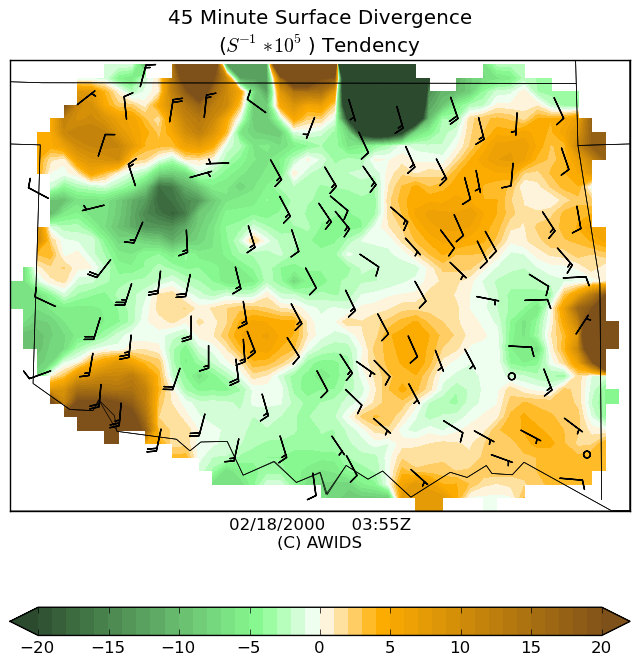 45 Minute Surface Divergence
(S⁻¹ *10⁵ ) Tendency
02/18/2000 03:55Z
(C) AWIDS
−20 −15 −10 −5 0 5 10 15 20